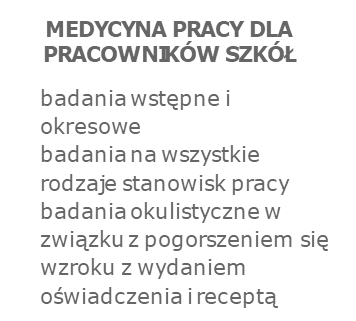 MEDYCYNA PRACY DLA
PRACOWNIKÓW SZKÓŁ
badania wstępne i
okresowe
badania na wszystkie
rodzaje stanowisk pracy
badania okulistyczne w
związku z pogorszeniem się
wzroku z wydaniem
oświadczenia i receptą